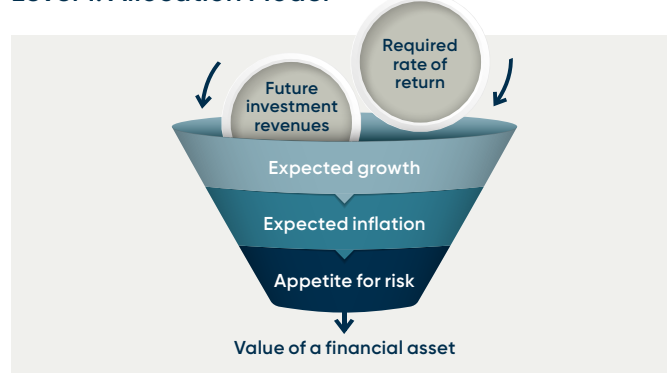 Required
rate of
return
Future
investment
revenues
Expected growth
Expected inflation
Appetite for risk
Value of a financial asset